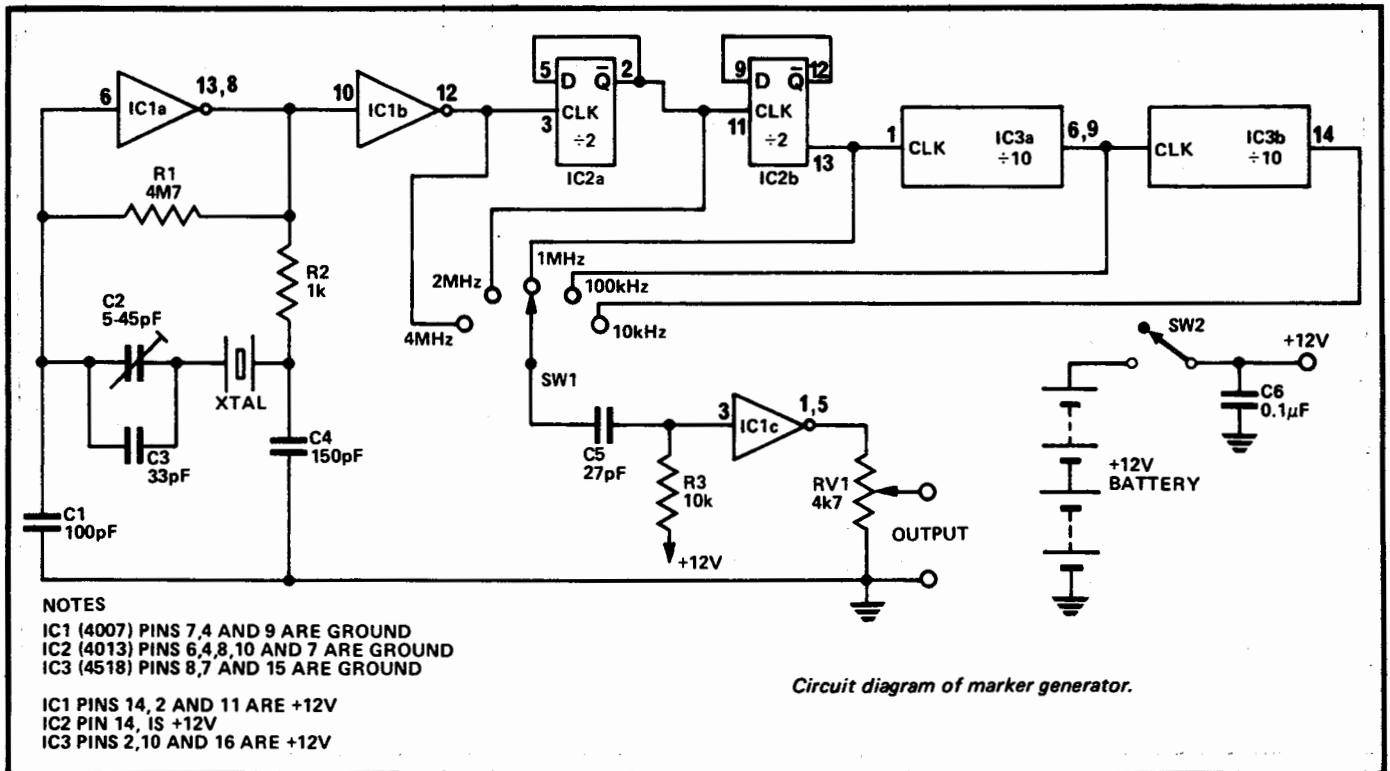 6
IC1a
13,8
10
IC1b
12
5
D
Q̅
2
CLK
3
÷2
IC2a
9
D
Q̅
12
CLK
11
÷2
13
IC2b
1
CLK
IC3a
÷10
6,9
CLK
IC3b
÷10
14
R1
4M7
R2
1k
C2
5-45pF
XTAL
C3
33pF
C4
150pF
C1
100pF
1MHz
2MHz
100kHz
4MHz
10kHz
SW1
C5
27pF
3
IC1c
1,5
R3
10k
+12V
RV1
4k7
OUTPUT
SW2
+12V
C6
0.1µF
+12V
BATTERY
NOTES
IC1 (4007) PINS 7,4 AND 9 ARE GROUND
IC2 (4013) PINS 6,4,8,10 AND 7 ARE GROUND
IC3 (4518) PINS 8,7 AND 15 ARE GROUND
IC1 PINS 14, 2 AND 11 ARE +12V
IC2 PIN 14, IS +12V
IC3 PINS 2,10 AND 16 ARE +12V
Circuit diagram of marker generator.